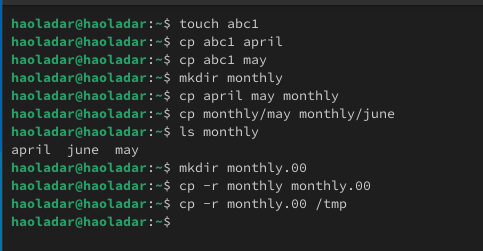 haoladar@haoladar:~$ touch abc1
haoladar@haoladar:~$ cp abc1 april
haoladar@haoladar:~$ cp abc1 may
haoladar@haoladar:~$ mkdir monthly
haoladar@haoladar:~$ cp april may monthly
haoladar@haoladar:~$ cp monthly/may monthly/june
haoladar@haoladar:~$ ls monthly
april  june  may
haoladar@haoladar:~$ mkdir monthly.00
haoladar@haoladar:~$ cp -r monthly monthly.00
haoladar@haoladar:~$ cp -r monthly.00 /tmp
haoladar@haoladar:~$